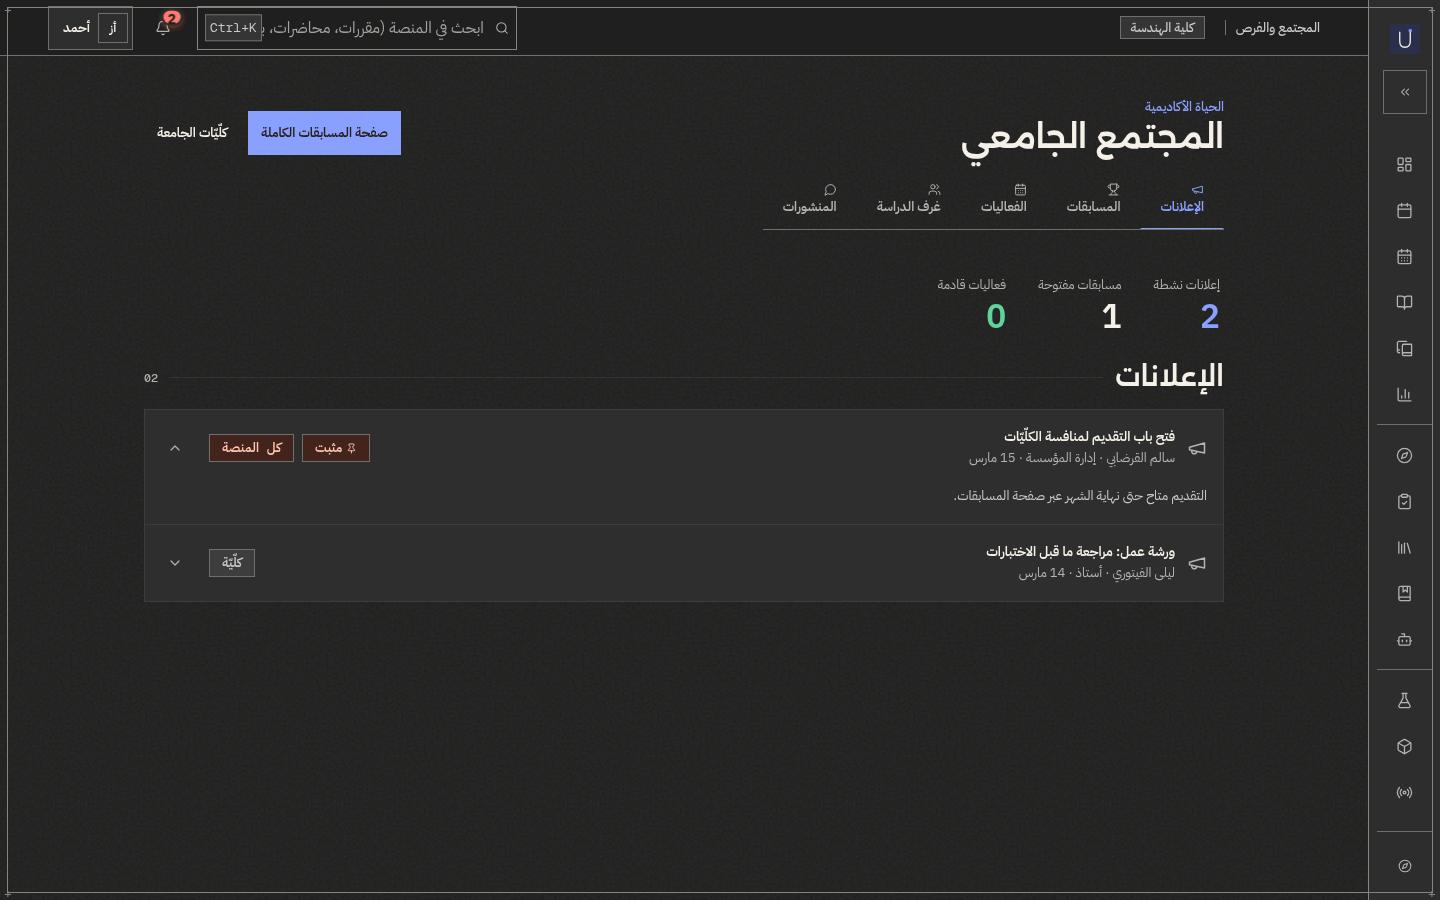 المجتمع والفرص
كلية الهندسة
ابحث في المنصة (مقررات، محاضرات، ب
Ctrl+K
2
أز
أحمد
الحياة الأكاديمية
المجتمع الجامعي
صفحة المسابقات الكاملة
كلّيّات الجامعة
الإعلانات
المسابقات
الفعاليات
غرف الدراسة
المنشورات
إعلانات نشطة
2
مسابقات مفتوحة
1
فعاليات قادمة
0
الإعلانات
02
فتح باب التقديم لمنافسة الكلّيّات
سالم القرضابي · إدارة المؤسسة · 15 مارس
مثبت
كل المنصة
التقديم متاح حتى نهاية الشهر عبر صفحة المسابقات.
ورشة عمل: مراجعة ما قبل الاختبارات
ليلى الفيتوري · أستاذ · 14 مارس
كلّيّة